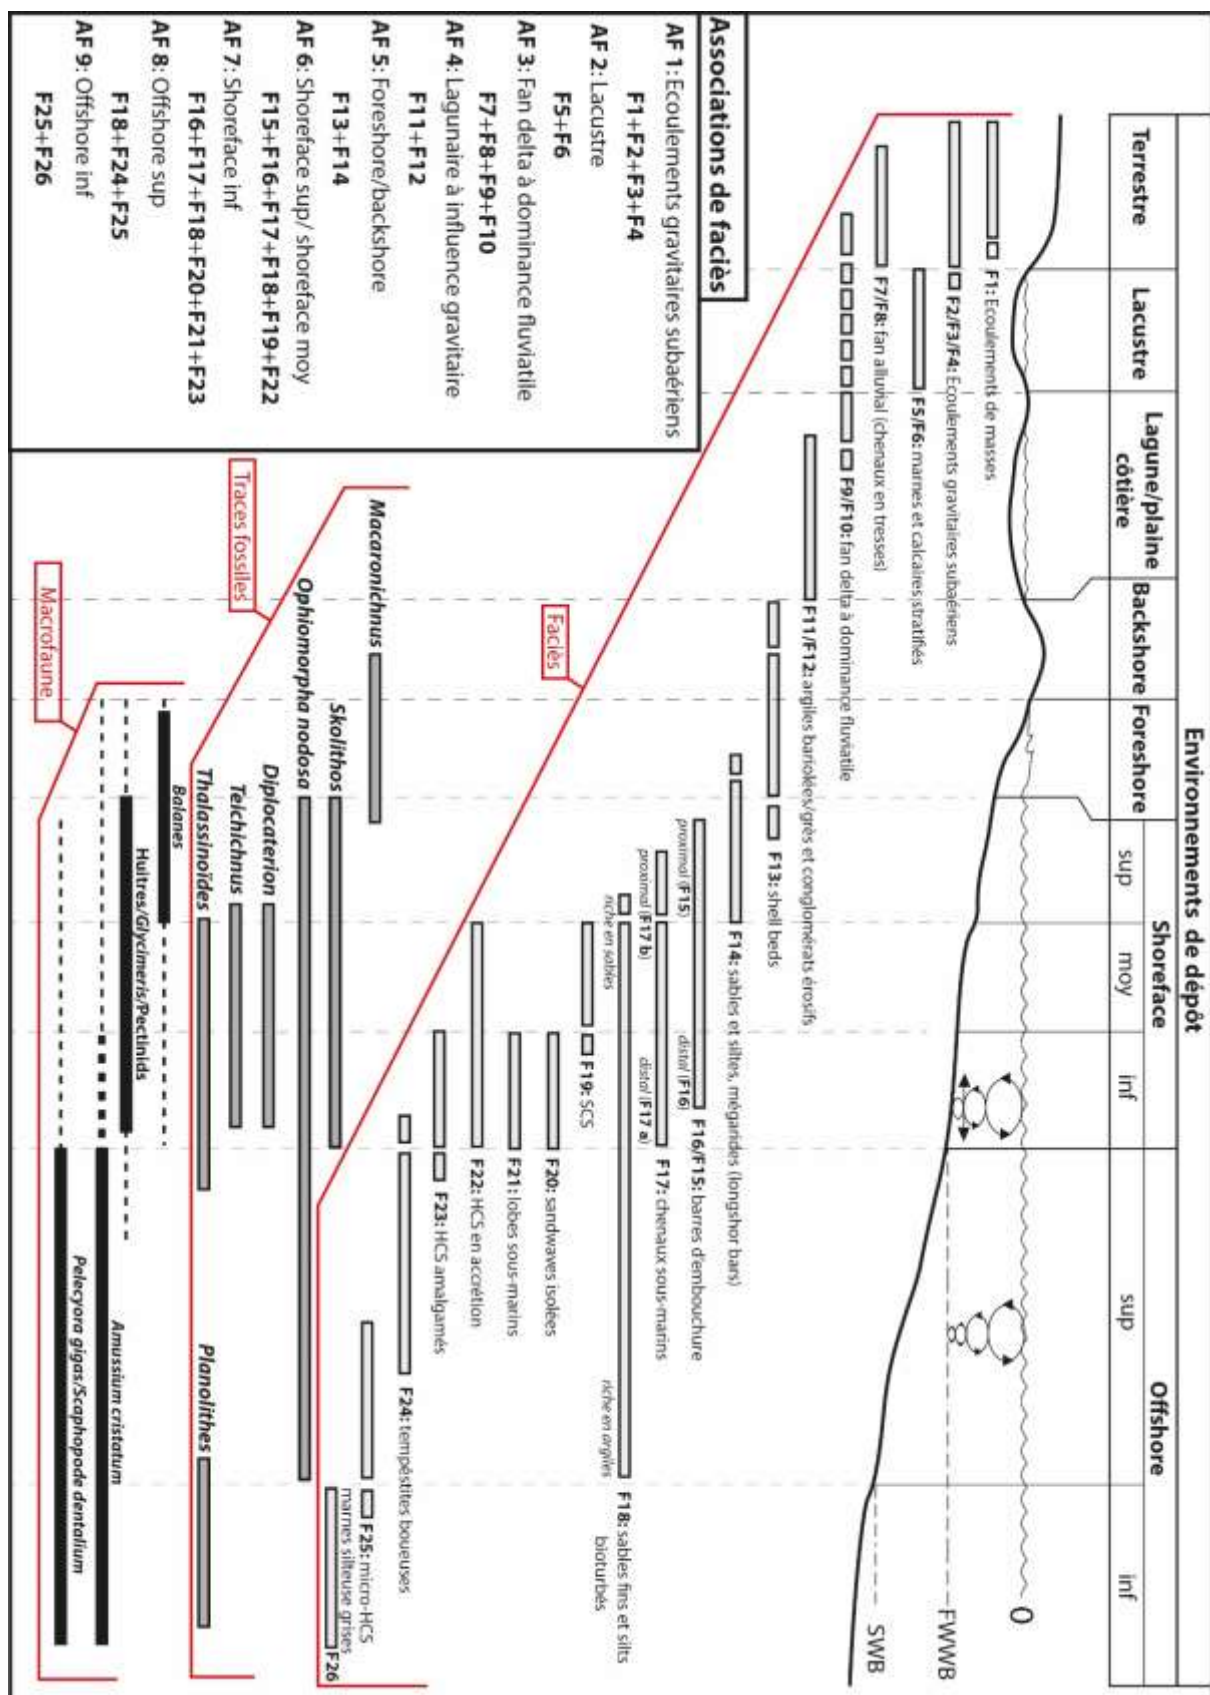 Environnements de dépôt
Terrestre
Lacustre
Lagune/plaine
côtière
Backshore
Foreshore
Shoreface
Offshore
sup
moy
inf
sup
inf
0
FWWB
SWB
F1: Ecoulements de masses
F2/F3/F4: Ecoulements gravitaires subaériens
F5/F6: marnes et calcaires stratifiés
F7/F8: fan alluvial (chenaux en tresses)
F9/F10: fan delta à dominance fluviatile
F11/F12: argiles bariolées/grès et conglomérats érosifs
F13: shell beds
F14: sables et siltes, mégarides (longshor bars)
proximal (F15)
distal (F16)
F16/F15: barres d'embouchure
proximal (F17 b)
distal (F17 a)
F17: chenaux sous-marins
riche en sables
riche en argiles
F18: sables fins et silts
bioturbés
F19: SCS
F20: sandwaves isolées
F21: lobes sous-marins
F22: HCS en accrétion
F23: HCS amalgamés
F24: tempéstites boueuses
F25: micro-HCS
marnes silteuse grises
F26
Faciès
Macaronichnus
Skolithos
Ophiomorpha nodosa
Diplocaterion
Teichichnus
Thalassinoïdes
Planolithes
Traces fossiles
Balanes
Huitres/Glycimeris/Pectinids
Amussium cristatum
Pelecyora gigas/Scaphopode dentalium
Macrofaune
Associations de faciès
AF 1: Ecoulements gravitaires subaériens
F1+F2+F3+F4
AF 2: Lacustre
F5+F6
AF 3: Fan delta à dominance fluviatile
F7+F8+F9+F10
AF 4: Lagunaire à influence gravitaire
F11+F12
AF 5: Foreshore/backshore
F13+F14
AF 6: Shoreface sup/ shoreface moy
F15+F16+F17+F18+F19+F22
AF 7: Shoreface inf
F16+F17+F18+F20+F21+F23
AF 8: Offshore sup
F18+F24+F25
AF 9: Offshore inf
F25+F26